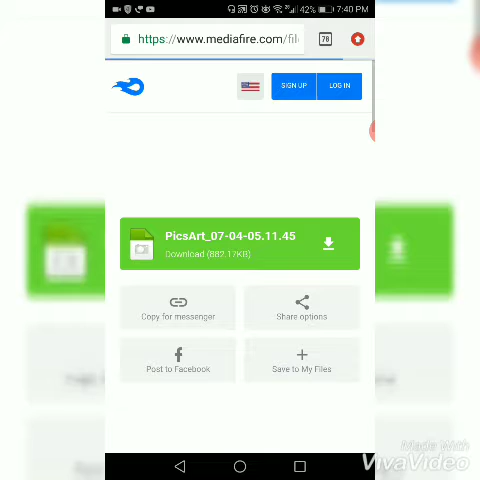 42% 7:40 PM
https://www.mediafire.com/fil
78
SIGN UP
LOG IN
PicsArt_07-04-05.11.45
Download (682.12KB)
Copy for messenger
Share options
Post to Facebook
Save to My Files
Made With
VivaVideo